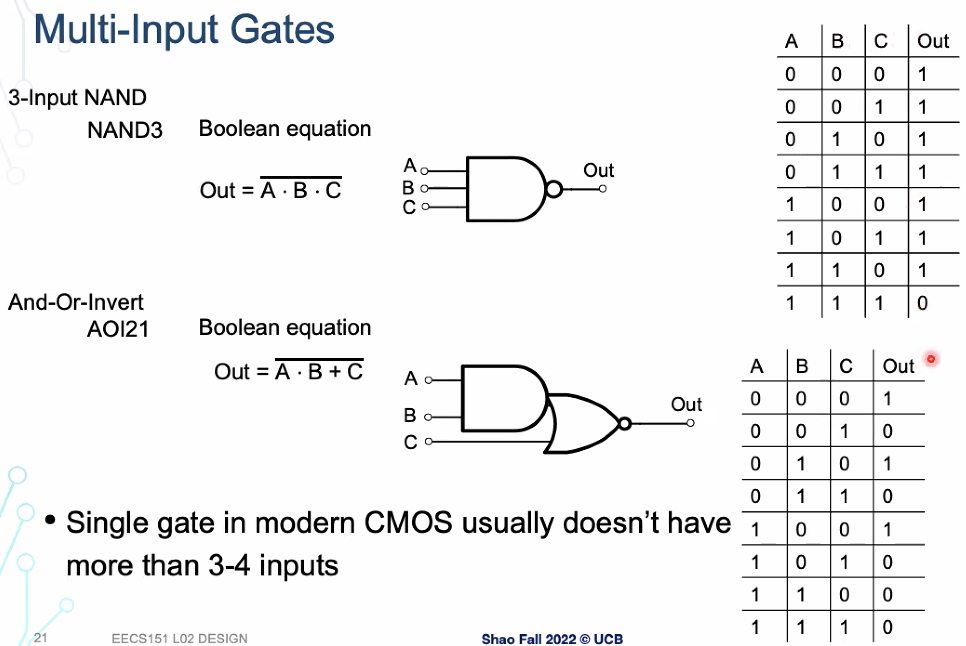 Multi-Input Gates
3-Input NAND
NAND3
Boolean equation
Out = A · B · C
A
B
C
Out
A B C Out
0 0 0 1
0 0 1 1
0 1 0 1
0 1 1 1
1 0 0 1
1 0 1 1
1 1 0 1
1 1 1 0
And-Or-Invert
AOI21
Boolean equation
Out = A · B + C
A
B
C
Out
A B C Out
0 0 0 1
0 0 1 0
0 1 0 1
0 1 1 0
1 0 0 1
1 0 1 0
1 1 0 0
1 1 1 0
• Single gate in modern CMOS usually doesn’t have
more than 3-4 inputs
21
EECS151 L02 DESIGN
Shao Fall 2022 © UCB